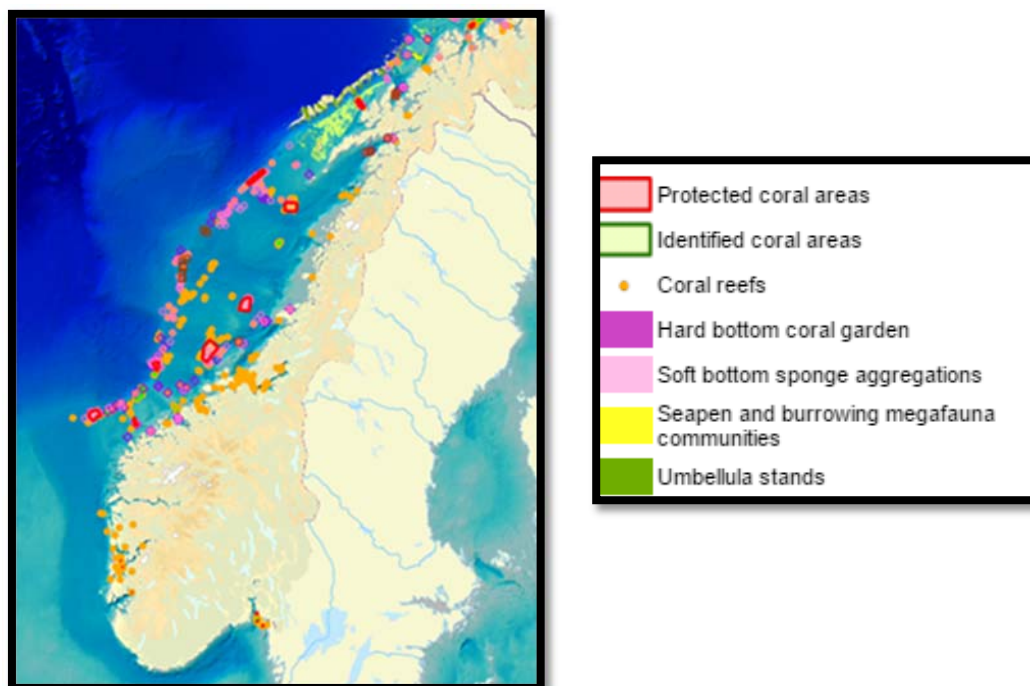 Protected coral areas
Identified coral areas
Coral reefs
Hard bottom coral garden
Soft bottom sponge aggregations
Seapen and burrowing megafauna
communities
Umbellula stands